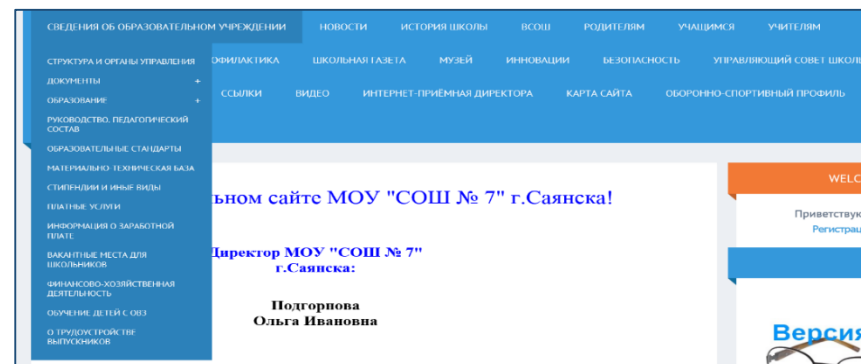 СВЕДЕНИЯ ОБ ОБРАЗОВАТЕЛЬНОМ УЧРЕЖДЕНИИ НОВОСТИ ИСТОРИЯ ШКОЛЫ ВСОШ РОДИТЕЛЯМ УЧАЩИМСЯ УЧИТЕЛЯМ
ОФИЛАКТИКА ШКОЛЬНАЯ ГАЗЕТА МУЗЕЙ ИННОВАЦИИ БЕЗОПАСНОСТЬ УПРАВЛЯЮЩИЙ СОВЕТ ШКОЛЫ
ССЫЛКИ ВИДЕО ИНТЕРНЕТ-ПРИЁМНАЯ ДИРЕКТОРА КАРТА САЙТА ОБОРОННО-СПОРТИВНЫЙ ПРОФИЛЬ
СТРУКТУРА И ОРГАНЫ УПРАВЛЕНИЯ
ДОКУМЕНТЫ +
ОБРАЗОВАНИЕ +
РУКОВОДСТВО. ПЕДАГОГИЧЕСКИЙ
СОСТАВ
ОБРАЗОВАТЕЛЬНЫЕ СТАНДАРТЫ
МАТЕРИАЛЬНО-ТЕХНИЧЕСКАЯ БАЗА
СТИПЕНДИИ И ИНЫЕ ВИДЫ
ПЛАТНЫЕ УСЛУГИ
ИНФОРМАЦИЯ О ЗАРАБОТНОЙ
ПЛАТЕ
ВАКАНТНЫЕ МЕСТА ДЛЯ
ШКОЛЬНИКОВ
ФИНАНСОВО-ХОЗЯЙСТВЕННАЯ
ДЕЯТЕЛЬНОСТЬ
ОБУЧЕНИЕ ДЕТЕЙ С ОВЗ
О ТРУДОУСТРОЙСТВЕ
ВЫПУСКНИКОВ
ьном сайте МОУ "СОШ № 7" г.Саянска!
Директор МОУ "СОШ № 7"
г.Саянска:
Подгорнова
Ольга Ивановна
WELC
Приветствую
Регистрац
Версия